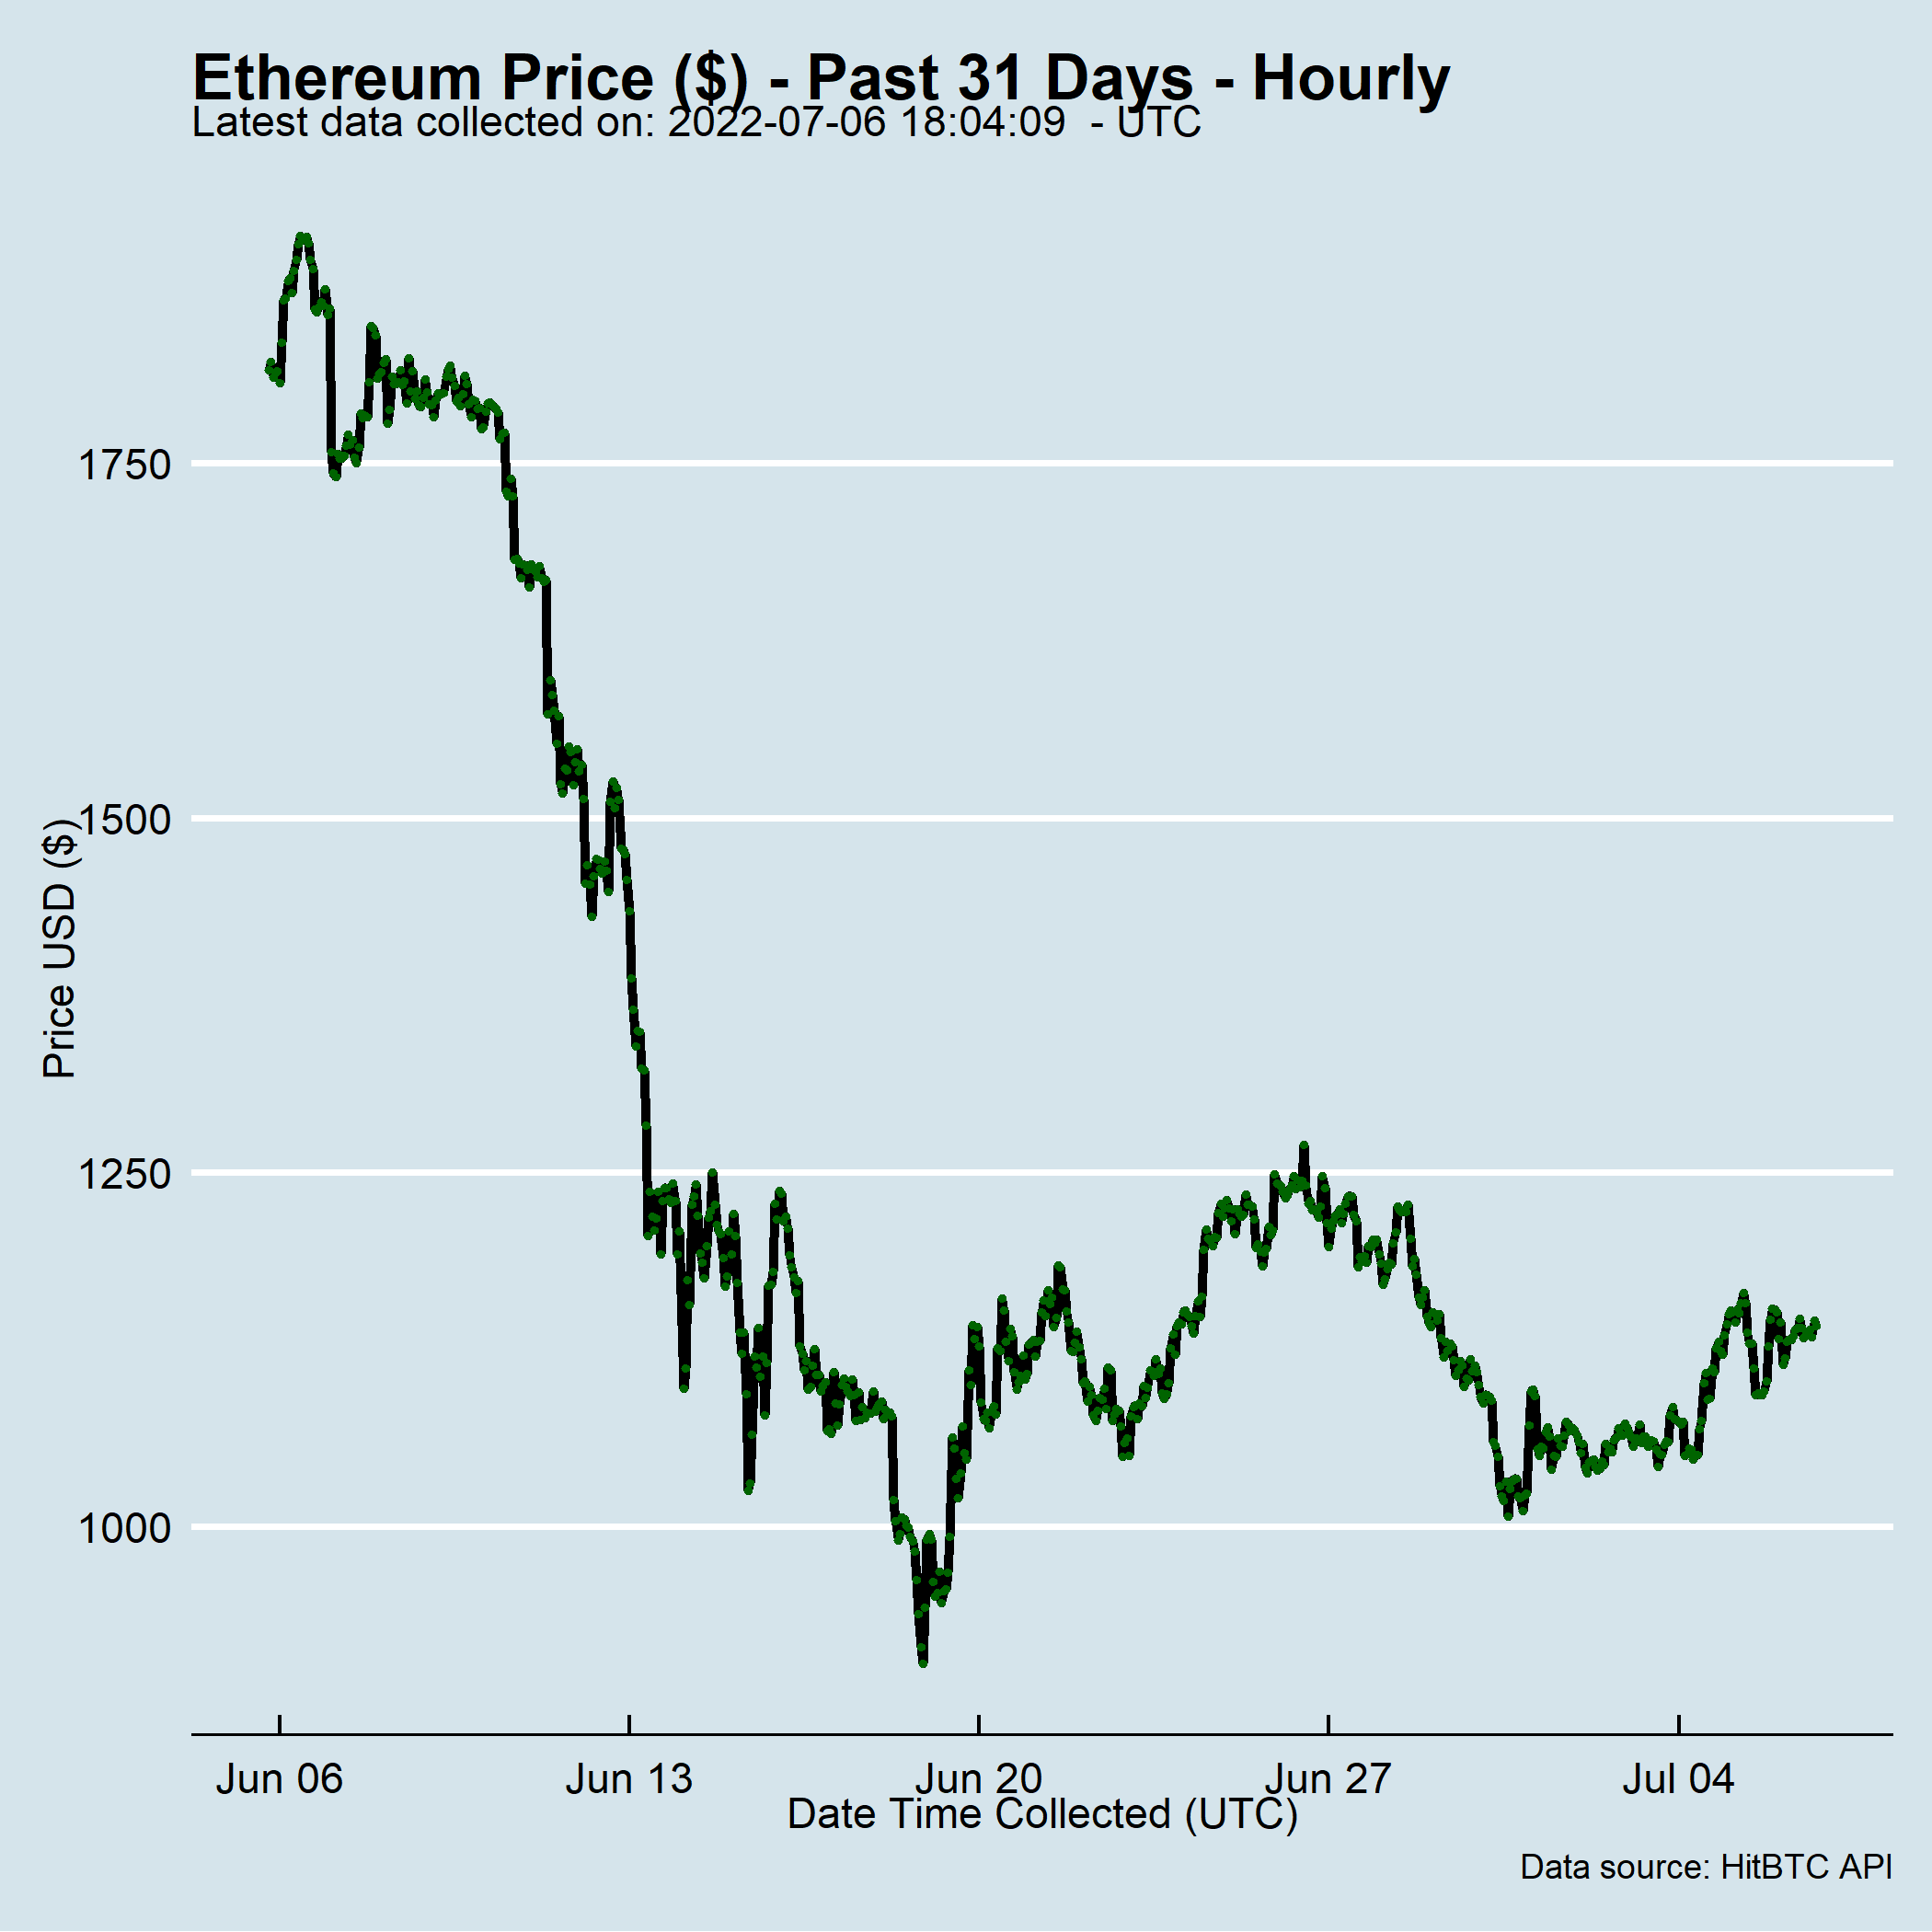 Ethereum Price ($) - Past 31 Days - Hourly
Latest data collected on: 2022-07-06 18:04:09  - UTC
Price USD ($)
1750
1500
1250
1000
Jun 06 Jun 13 Jun 20 Jun 27 Jul 04
Date Time Collected (UTC)
Data source: HitBTC API